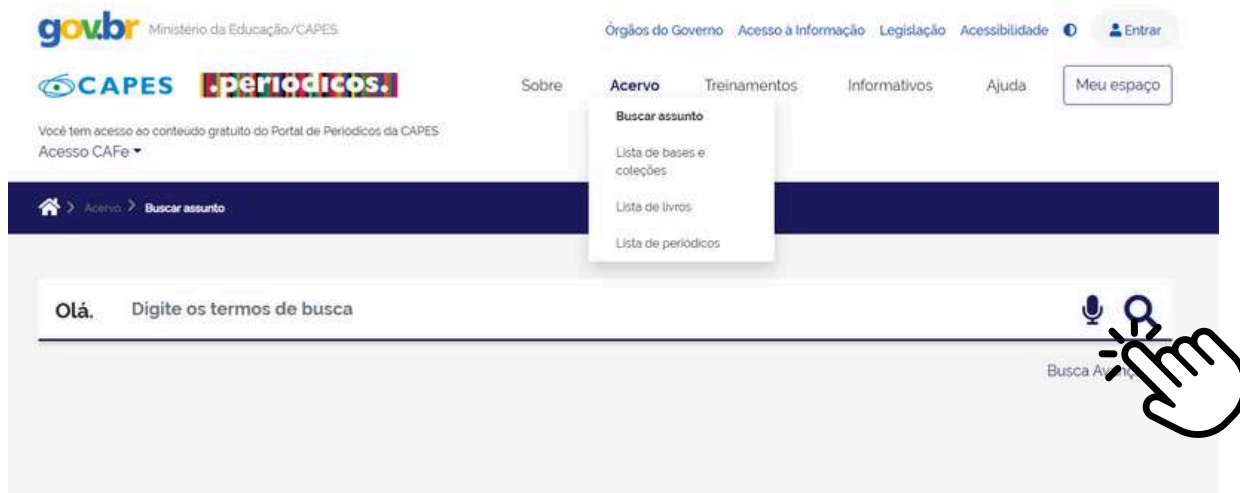 gov.br Ministério da Educação/CAPES Órgãos do Governo Acesso à Informação Legislação Acessibilidade Entrar
CAPES .periódicos. Sobre Acervo Treinamentos Informativos Ajuda Meu espaço
Você tem acesso ao conteúdo gratuito do Portal de Periódicos da CAPES
Acesso CAFe
Buscar assunto
Lista de bases e
coleções
Lista de livros
Lista de periódicos
Acervo Buscar assunto
Olá. Digite os termos de busca
Busca